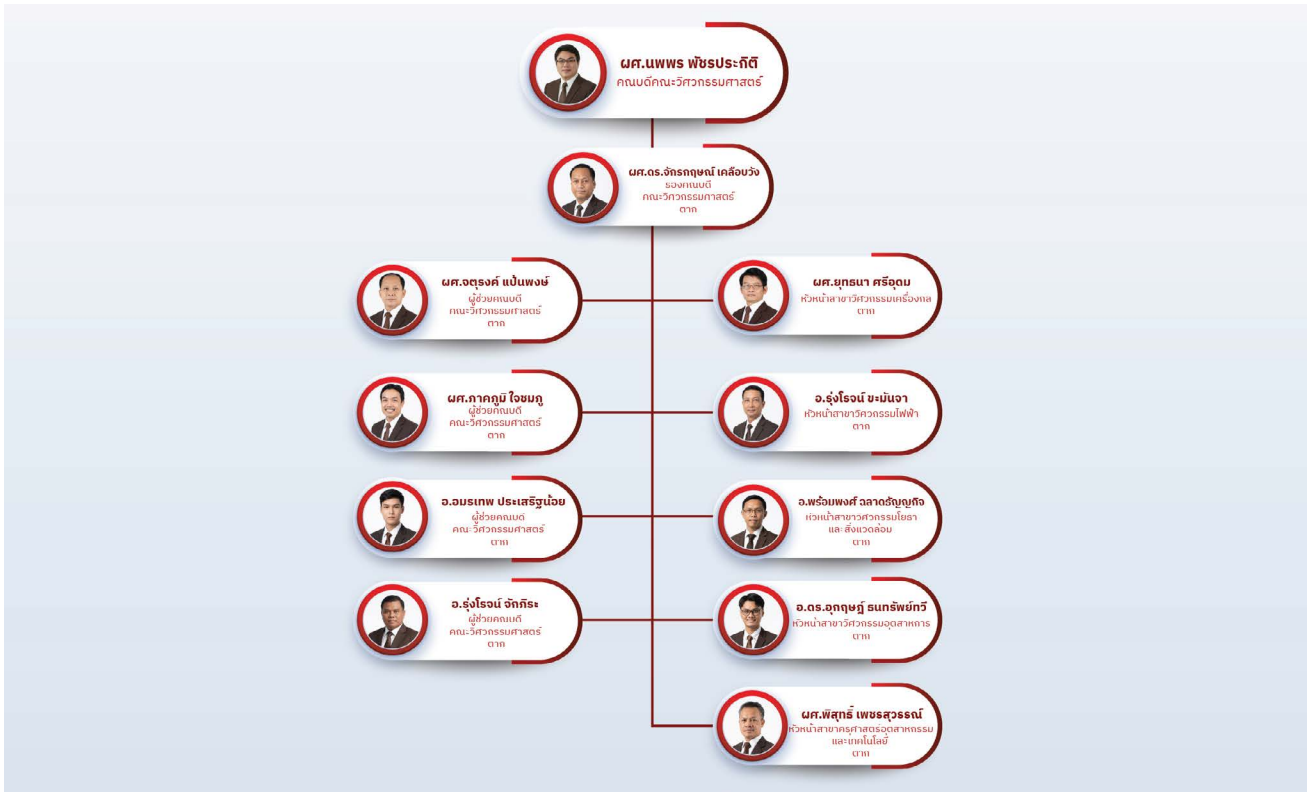 ผศ.นพพร พัชรประกิติ
คณบดีคณะวิศวกรรมศาสตร์
ผศ.ดร.จักรกฤษณ์ เคลือบวัง
รองคณบดี
คณะวิศวกรรมศาสตร์
ตาก
ผศ.จตุรงค์ แป้นพงษ์
ผู้ช่วยคณบดี
คณะวิศวกรรมศาสตร์
ตาก
ผศ.ยุทธนา ศรีอุดม
หัวหน้าสาขาวิศวกรรมเครื่องกล
ตาก
ผศ.ภาคภูมิ ใจชมภู
ผู้ช่วยคณบดี
คณะวิศวกรรมศาสตร์
ตาก
อ.รุ่งโรจน์ ขะมันจา
หัวหน้าสาขาวิศวกรรมไฟฟ้า
ตาก
อ.อมรเทพ ประเสริฐน้อย
ผู้ช่วยคณบดี
คณะวิศวกรรมศาสตร์
ตาก
อ.พร้อมพงศ์ ฉลาดธัญญกิจ
หัวหน้าสาขาวิศวกรรมโยธา
และสิ่งแวดล้อม
ตาก
อ.รุ่งโรจน์ จักภิระ
ผู้ช่วยคณบดี
คณะวิศวกรรมศาสตร์
ตาก
อ.ดร.อุกฤษฎ์ ธนทรัพย์ทวี
หัวหน้าสาขาวิศวกรรมอุตสาหการ
ตาก
ผศ.พิสุทธิ์ เพชรสุวรรณ์
หัวหน้าสาขาครุศาสตร์อุตสาหกรรม
และเทคโนโลยี
ตาก